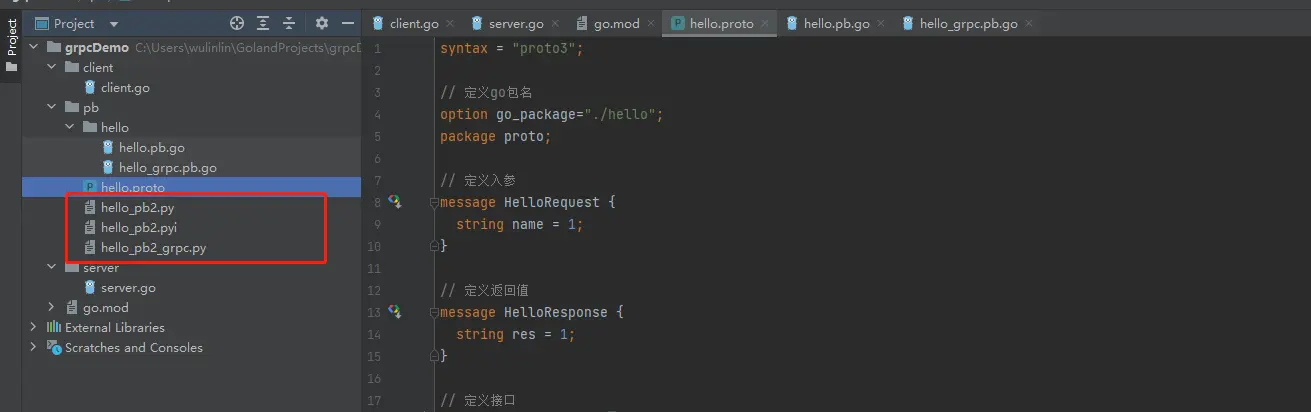 Project
Project
grpcDemo C:\Users\wulinlin\GolandProjects\grpcD
client
client.go
pb
hello
hello.pb.go
hello_grpc.pb.go
hello.proto
hello_pb2.py
hello_pb2.pyi
hello_pb2_grpc.py
server
server.go
go.mod
External Libraries
Scratches and Consoles
client.go
server.go
go.mod
hello.proto
hello.pb.go
hello_grpc.pb.go
1 syntax = "proto3";
2
3 // 定义go包名
4 option go_package="./hello";
5 package proto;
6
7 // 定义入参
8 message HelloRequest {
9 string name = 1;
10 }
11
12 // 定义返回值
13 message HelloResponse {
14 string res = 1;
15 }
16
17 // 定义接口